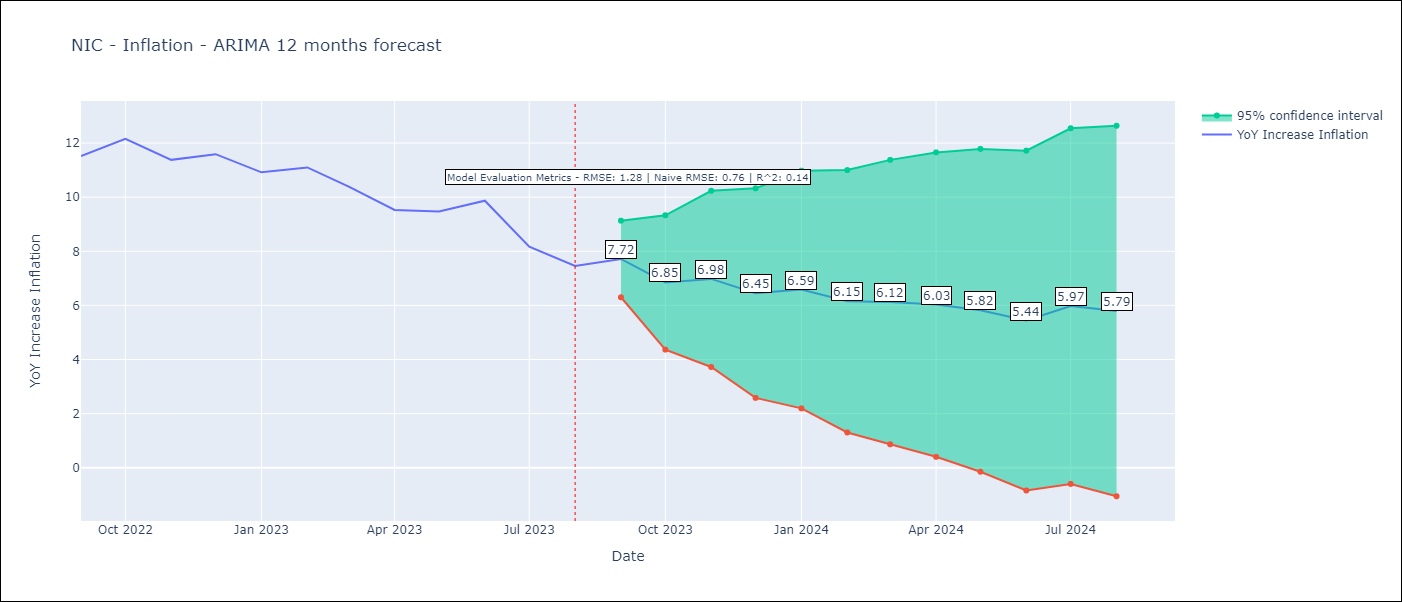 NIC - Inflation - ARIMA 12 months forecast
95% confidence interval
YoY Increase Inflation
Model Evaluation Metrics - RMSE: 1.28 | Naive RMSE: 0.76 | R^2: 0.14
YoY Increase Inflation
12
10
8
6
4
2
0
7.72
6.85
6.98
6.45
6.59
6.15
6.12
6.03
5.82
5.44
5.97
5.79
Oct 2022
Jan 2023
Apr 2023
Jul 2023
Oct 2023
Jan 2024
Apr 2024
Jul 2024
Date